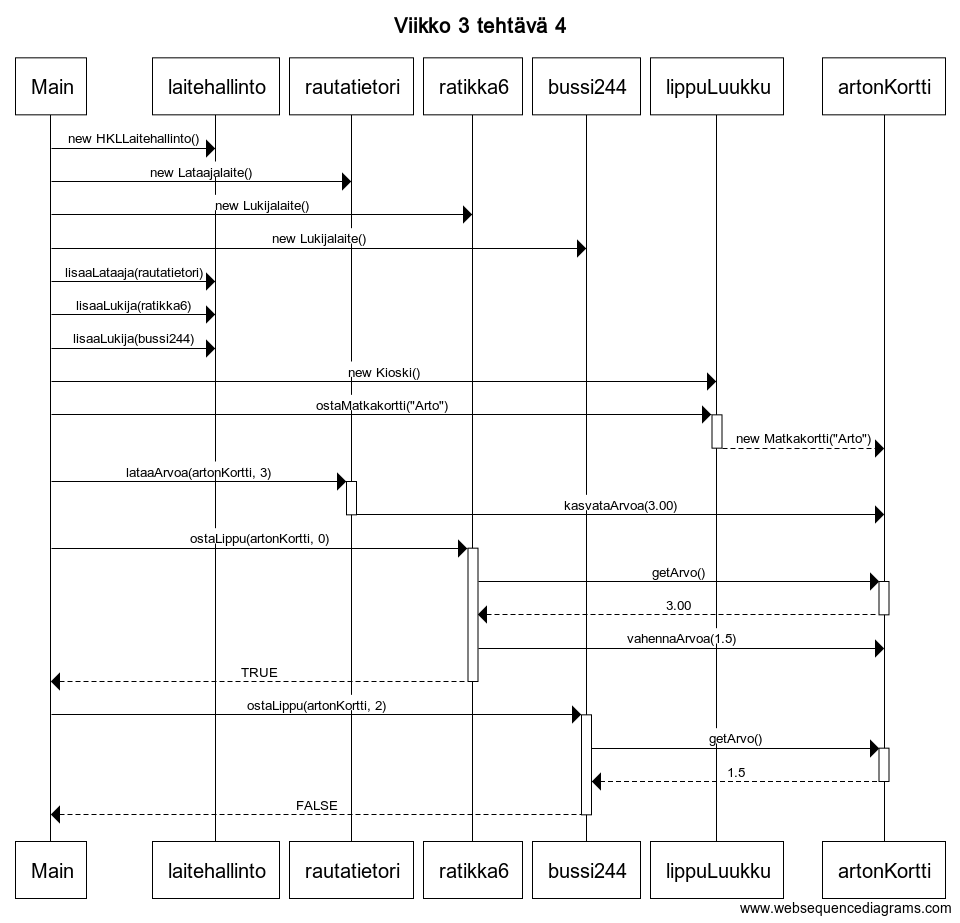 Viikko 3 tehtävä 4
Main laitehallinto rautatietori ratikka6 bussi244 lippuLuukku artonKortti
new HKLLaitehallinto()
new Lataajalaite()
new Lukijalaite()
new Lukijalaite()
lisaaLataaja(rautatietori)
lisaaLukija(ratikka6)
lisaaLukija(bussi244)
new Kioski()
ostaMatkakortti("Arto")
new Matkakortti("Arto")
lataaArvoa(artonKortti, 3)
kasvataArvoa(3.00)
ostaLippu(artonKortti, 0)
getArvo()
3.00
vahennaArvoa(1.5)
TRUE
ostaLippu(artonKortti, 2)
getArvo()
1.5
FALSE
Main laitehallinto rautatietori ratikka6 bussi244 lippuLuukku artonKortti
www.websequencediagrams.com